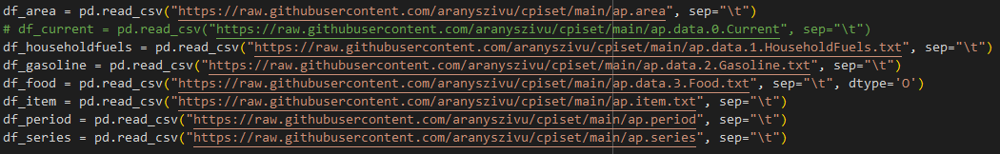 df_area = pd.read_csv("https://raw.githubusercontent.com/aranyszivu/cpiset/main/ap.area", sep="\t")
# df_current = pd.read_csv("https://raw.githubusercontent.com/aranyszivu/cpiset/main/ap.data.0.Current", sep="\t")
df_householdfuels = pd.read_csv("https://raw.githubusercontent.com/aranyszivu/cpiset/main/ap.data.1.HouseholdFuels.txt", sep="\t")
df_gasoline = pd.read_csv("https://raw.githubusercontent.com/aranyszivu/cpiset/main/ap.data.2.Gasoline.txt", sep="\t")
df_food = pd.read_csv("https://raw.githubusercontent.com/aranyszivu/cpiset/main/ap.data.3.Food.txt", sep="\t", dtype='O')
df_item = pd.read_csv("https://raw.githubusercontent.com/aranyszivu/cpiset/main/ap.item.txt", sep="\t")
df_period = pd.read_csv("https://raw.githubusercontent.com/aranyszivu/cpiset/main/ap.period", sep="\t")
df_series = pd.read_csv("https://raw.githubusercontent.com/aranyszivu/cpiset/main/ap.series", sep="\t")